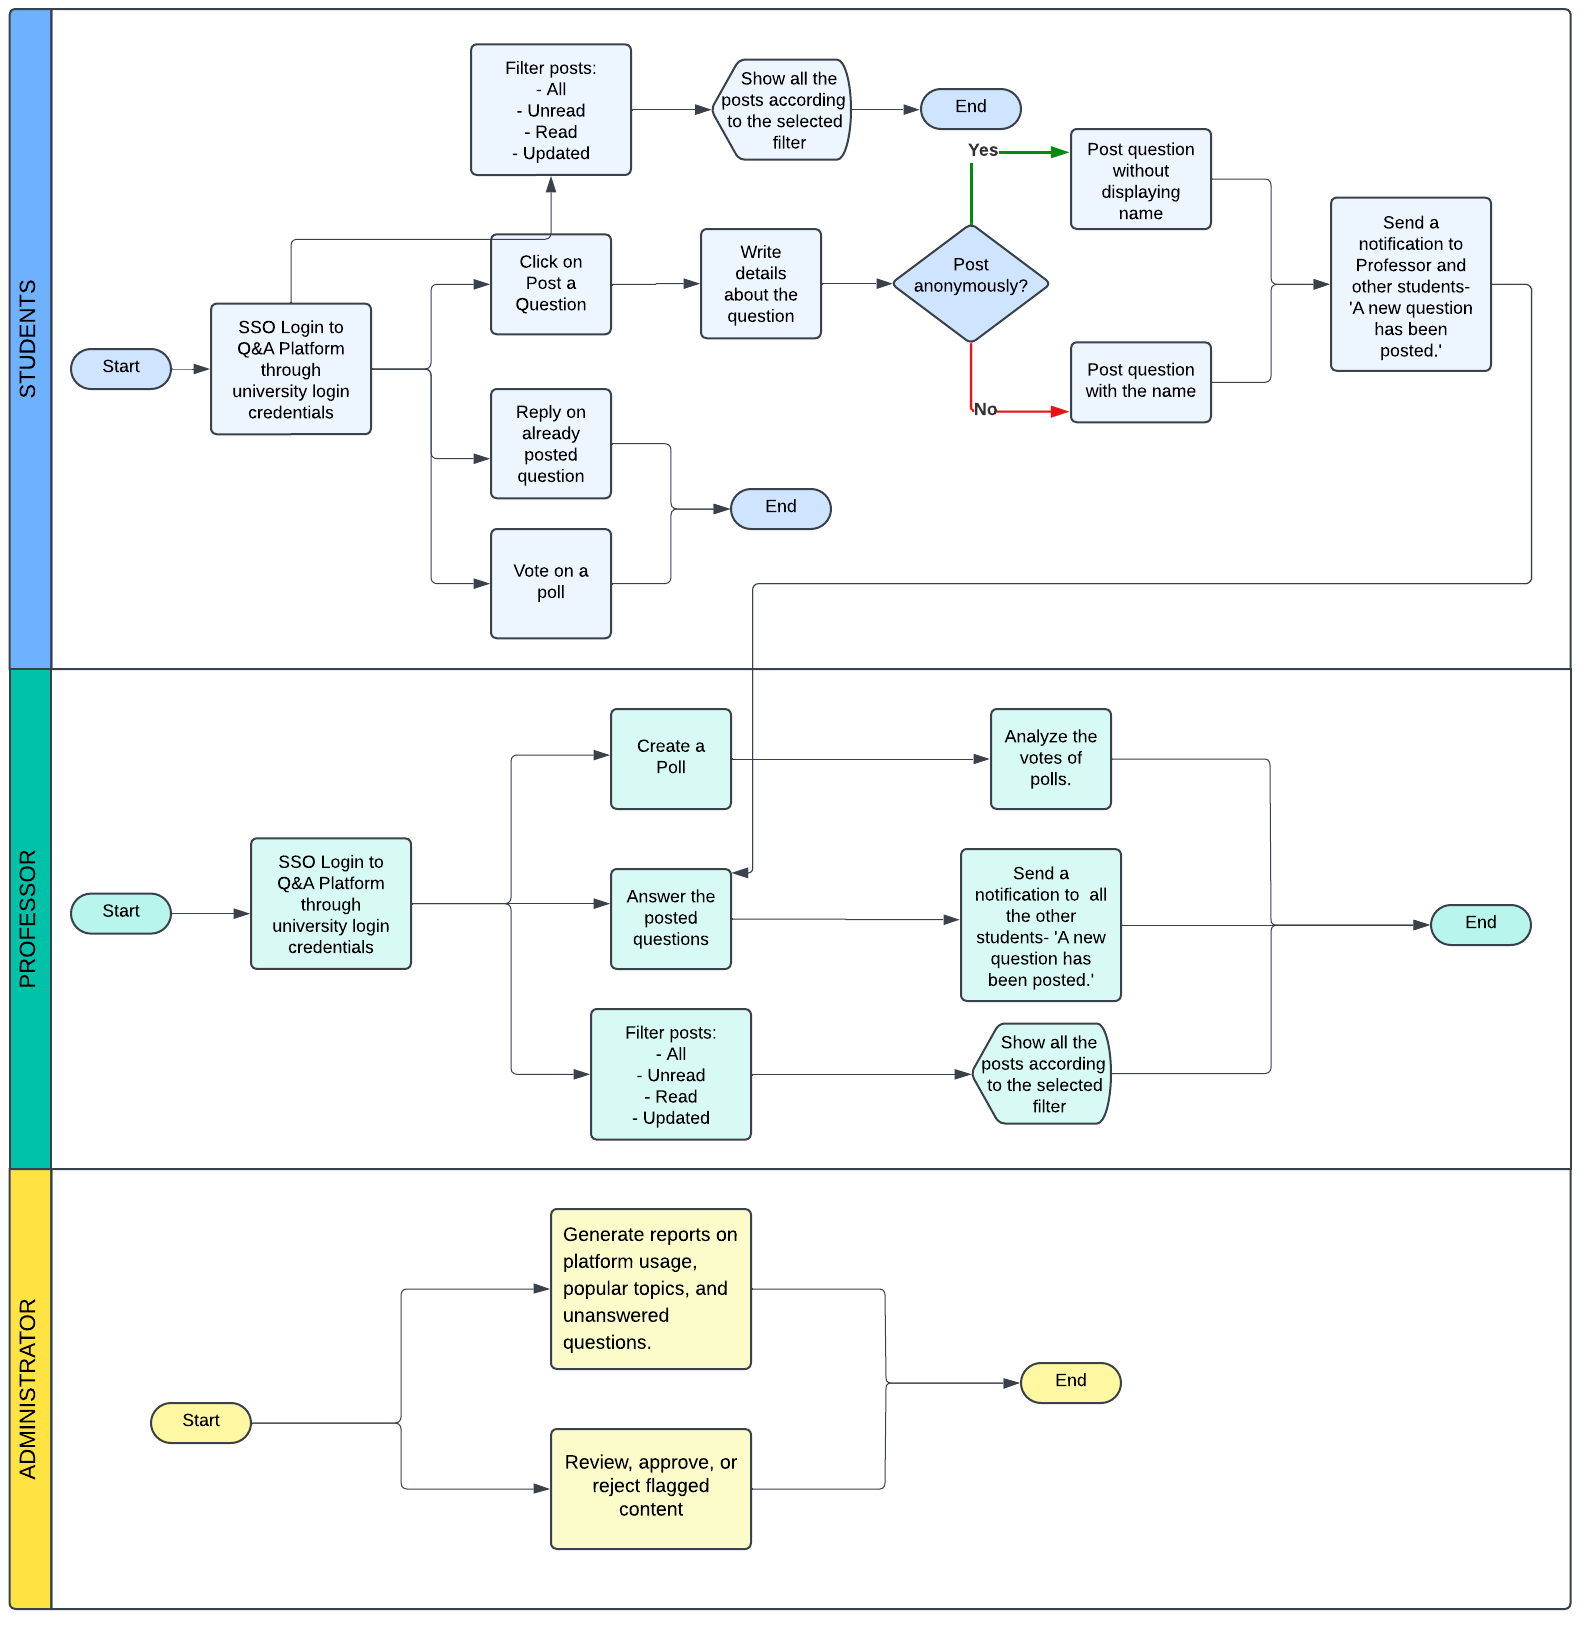 STUDENTS
Filter posts:
- All
- Unread
- Read
- Updated
Show all the
posts according
to the selected
filter
End
Yes
Post question
without
displaying
name
Click on
Post a
Question
Write
details
about the
question
Post
anonymously?
Send a
notification to
Professor and
other students-
'A new question
has been
posted.'
Start
SSO Login to
Q&A Platform
through
university login
credentials
No
Post question
with the name
Reply on
already
posted
question
End
Vote on a
poll
PROFESSOR
Create a
Poll
Analyze the
votes of
polls.
Start
SSO Login to
Q&A Platform
through
university login
credentials
Answer the
posted
questions
Send a
notification to  all
the other
students- 'A new
question has
been posted.'
End
Filter posts:
- All
- Unread
- Read
- Updated
Show all the
posts according
to the selected
filter
ADMINISTRATOR
Generate reports on
platform usage,
popular topics, and
unanswered
questions.
End
Start
Review, approve, or
reject flagged
content